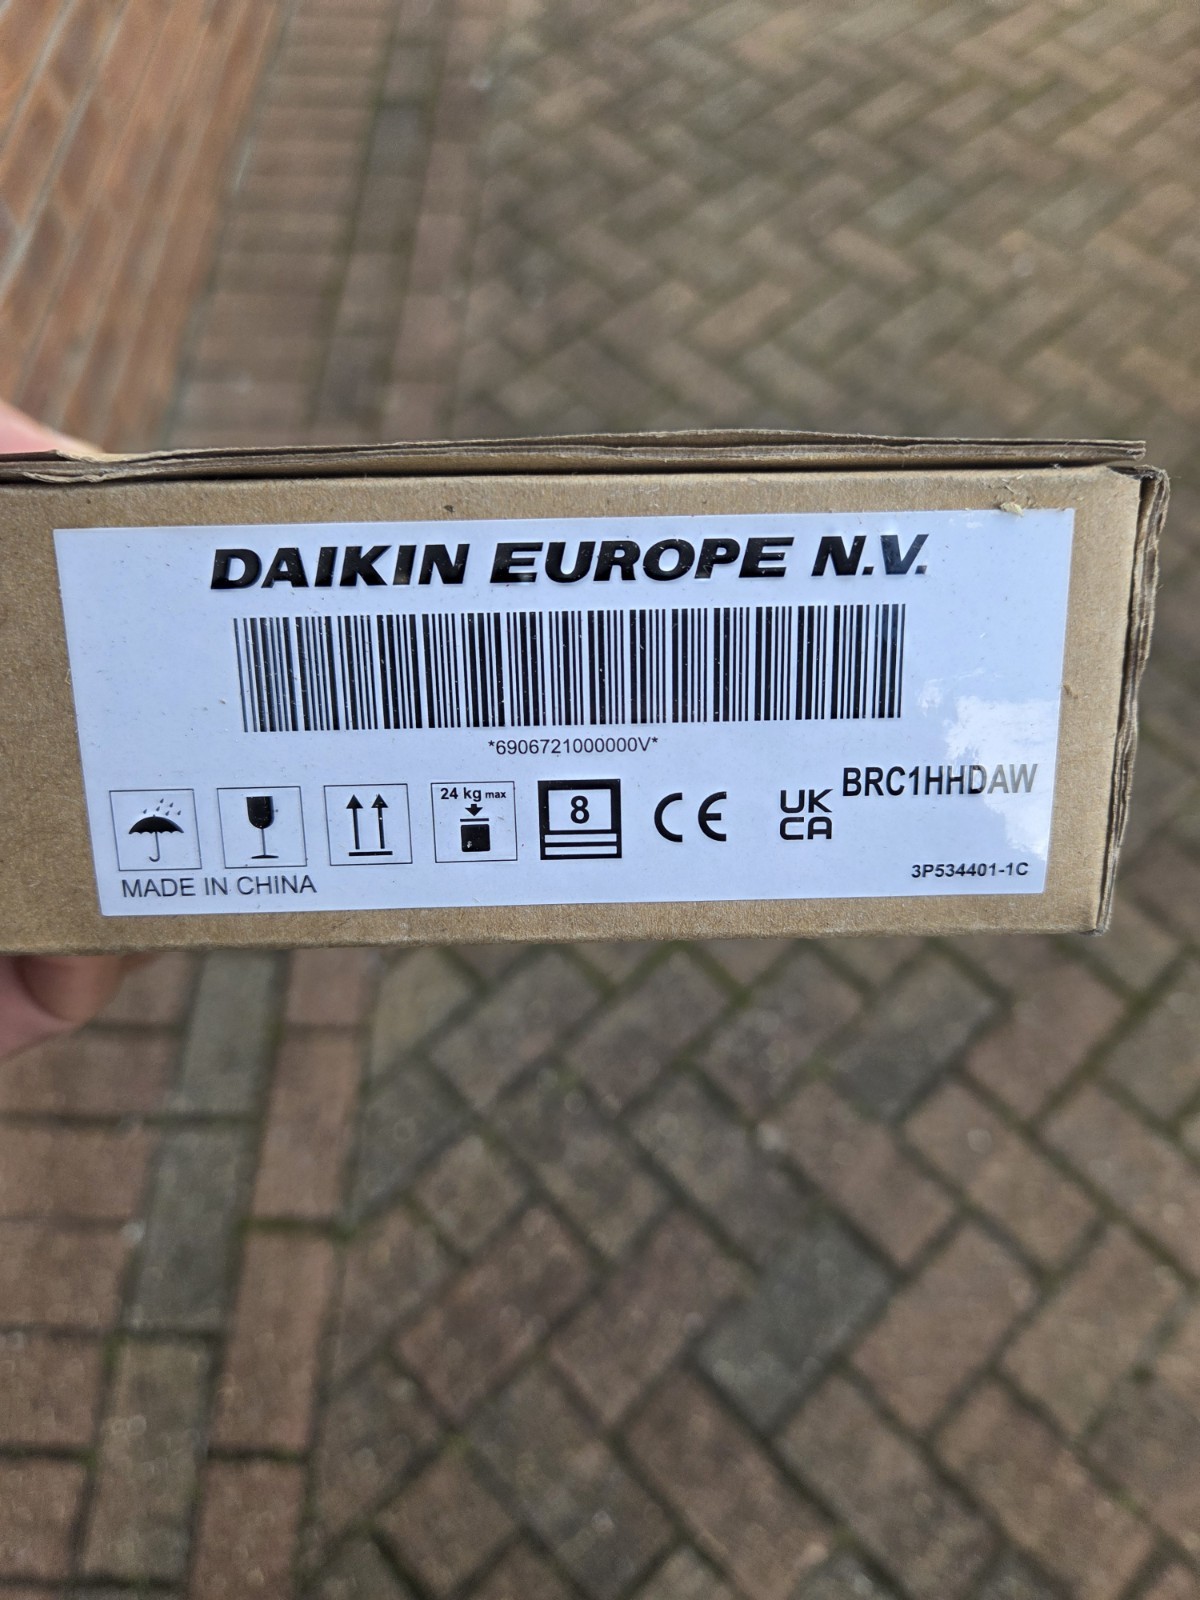 DAIKIN EUROPE N.V.
*6906721000000V*
24 kg max
8
CE
UK
CA
BRC1HHDAW
MADE IN CHINA
3P534401-1C